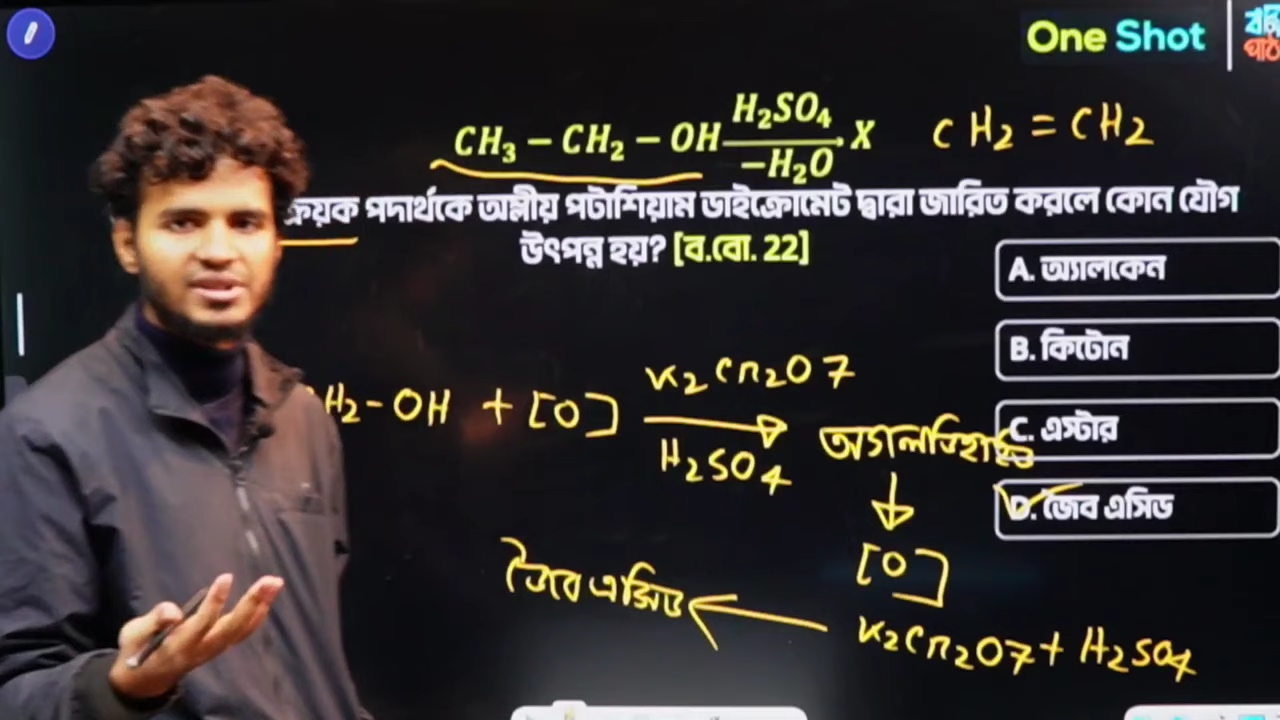 One Shot
CH₃ – CH₂ – OH H₂SO₄ / –H₂O X CH₂ = CH₂
পদার্থকে অম্লীয় পটাশিয়াম ডাইক্রোমেট দ্বারা জারিত করলে কোন যৌগ
উৎপন্ন হয়? [ব.বো. 22]
A. অ্যালকেন
B. কিটোন
C. এস্টার
D. জৈব এসিড
H₂-OH + [O] K₂Cr₂O7 / H₂SO₄ অ্যালডিহাইড
[O]
K₂Cr₂O7 + H₂SO₄
জৈব এসিড